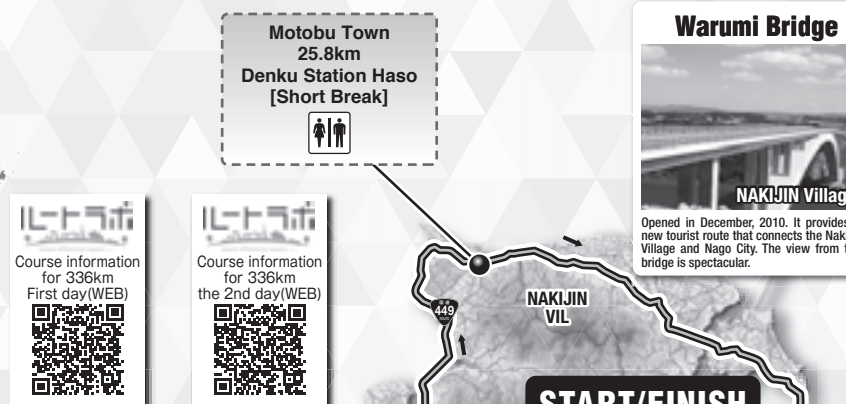 Motobu Town
25.8km
Denku Station Haso
[Short Break]
Warumi Bridge
NAKIJIN Villag
Opened in December, 2010. It provides
new tourist route that connects the Naki
Village and Nago City. The view from t
bridge is spectacular.
ルートラボ
Course information
for 336km
First day(WEB)
ルートラボ
Course information
for 336km
the 2nd day(WEB)
449
NAKIJIN
VIL
START/FINISH